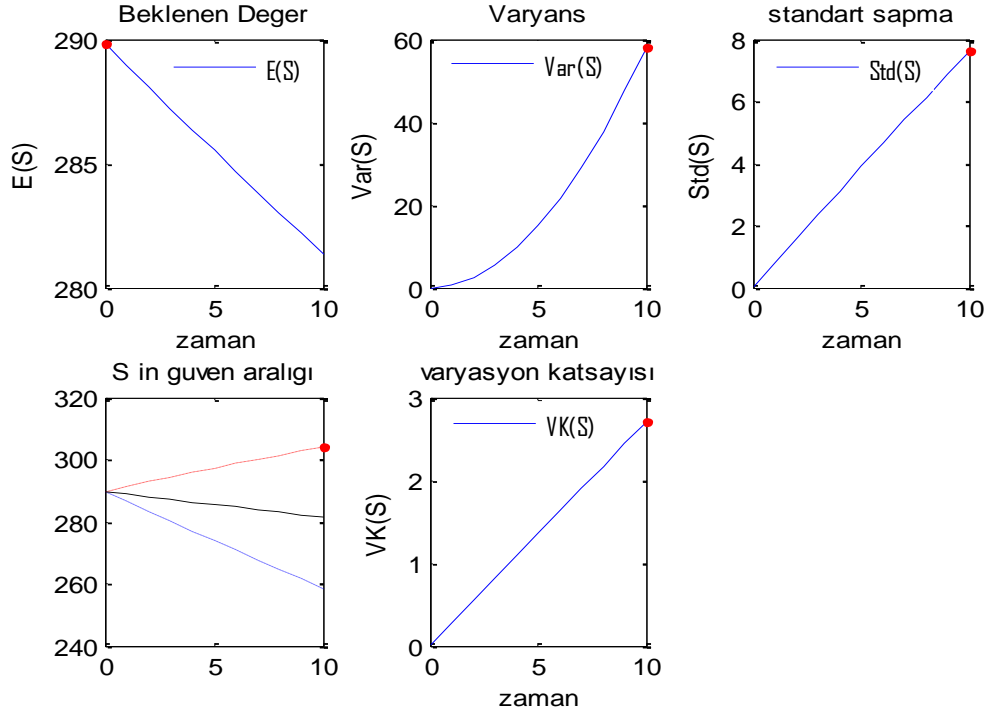 Beklenen Deger
290
285
280
E(S)
E(S)
0
5
10
zaman
Varyans
60
40
20
0
Var(S)
Var(S)
0
5
10
zaman
standart sapma
8
6
4
2
0
Std(S)
Std(S)
0
5
10
zaman
S in guven aralıgı
320
300
280
260
240
0
5
10
varyasyon katsayısı
3
2
1
0
VK(S)
VK(S)
0
5
10
zaman